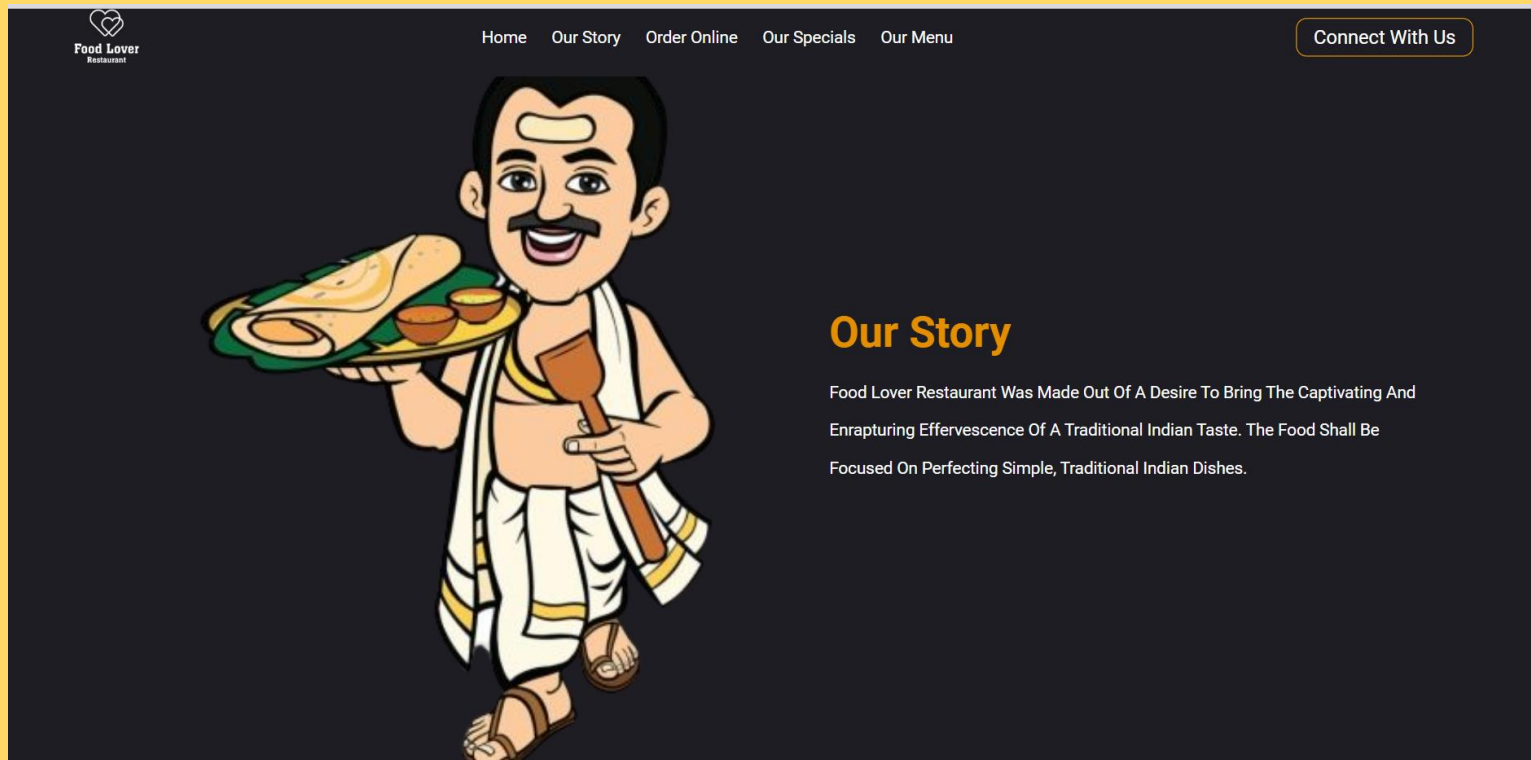 Food Lover
Restaurant
Home Our Story Order Online Our Specials Our Menu
Connect With Us
Our Story
Food Lover Restaurant Was Made Out Of A Desire To Bring The Captivating And
Enrapturing Effervescence Of A Traditional Indian Taste. The Food Shall Be
Focused On Perfecting Simple, Traditional Indian Dishes.